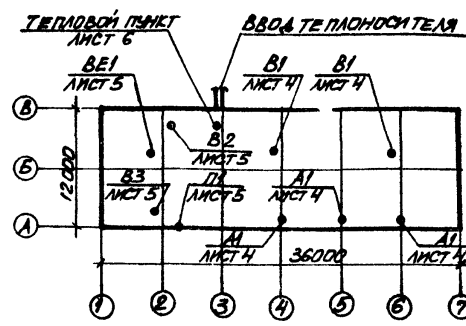 ТЕПЛОВОЙ ПУНКТ
ЛИСТ 6
ВВОД ТЕПЛОНОСИТЕЛЯ
ВЕ1
ЛИСТ 5
В1
ЛИСТ 4
В1
ЛИСТ 4
В
В2
ЛИСТ 5
Б
12000
В3
ЛИСТ 5
П1
ЛИСТ 5
А1
ЛИСТ 4
А
А1
ЛИСТ 4
36000
А1
ЛИСТ 4
1
2
3
4
5
6
7